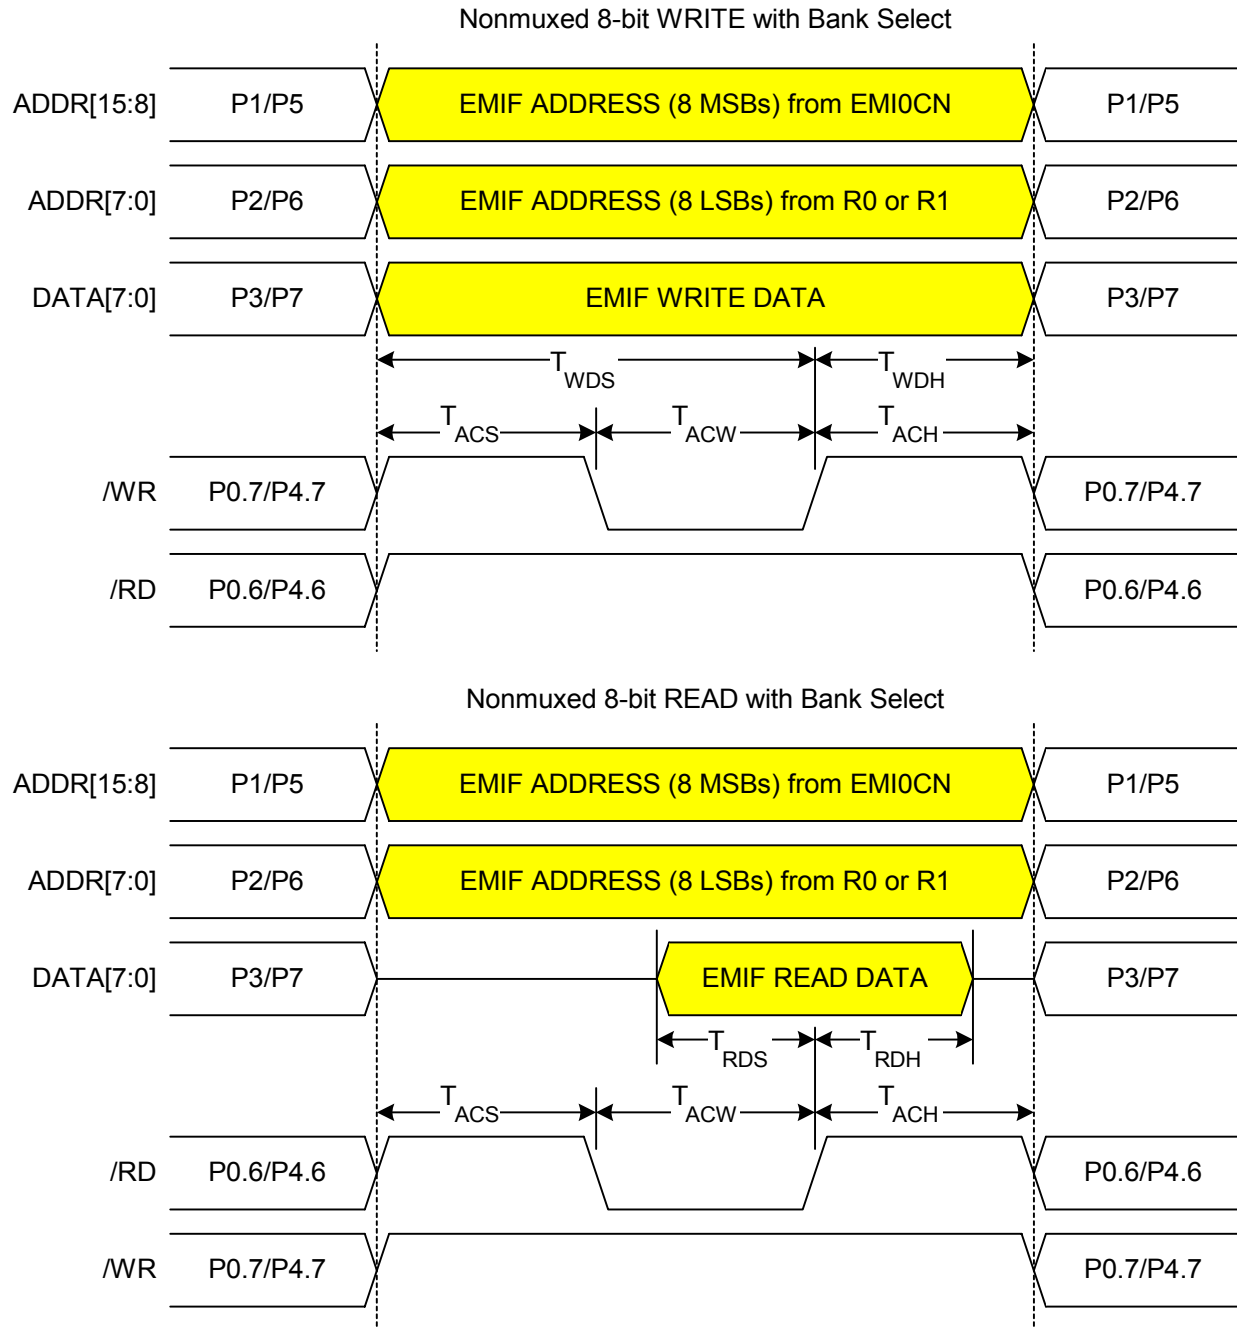 Nonmuxed 8-bit WRITE with Bank Select
ADDR[15:8] P1/P5 EMIF ADDRESS (8 MSBs) from EMI0CN P1/P5
ADDR[7:0] P2/P6 EMIF ADDRESS (8 LSBs) from R0 or R1 P2/P6
DATA[7:0] P3/P7 EMIF WRITE DATA P3/P7
TWDS TWDH
TACS TACW TACH
/WR P0.7/P4.7 P0.7/P4.7
/RD P0.6/P4.6 P0.6/P4.6
Nonmuxed 8-bit READ with Bank Select
ADDR[15:8] P1/P5 EMIF ADDRESS (8 MSBs) from EMI0CN P1/P5
ADDR[7:0] P2/P6 EMIF ADDRESS (8 LSBs) from R0 or R1 P2/P6
DATA[7:0] P3/P7 EMIF READ DATA P3/P7
TRDS TRDH
TACS TACW TACH
/RD P0.6/P4.6 P0.6/P4.6
/WR P0.7/P4.7 P0.7/P4.7